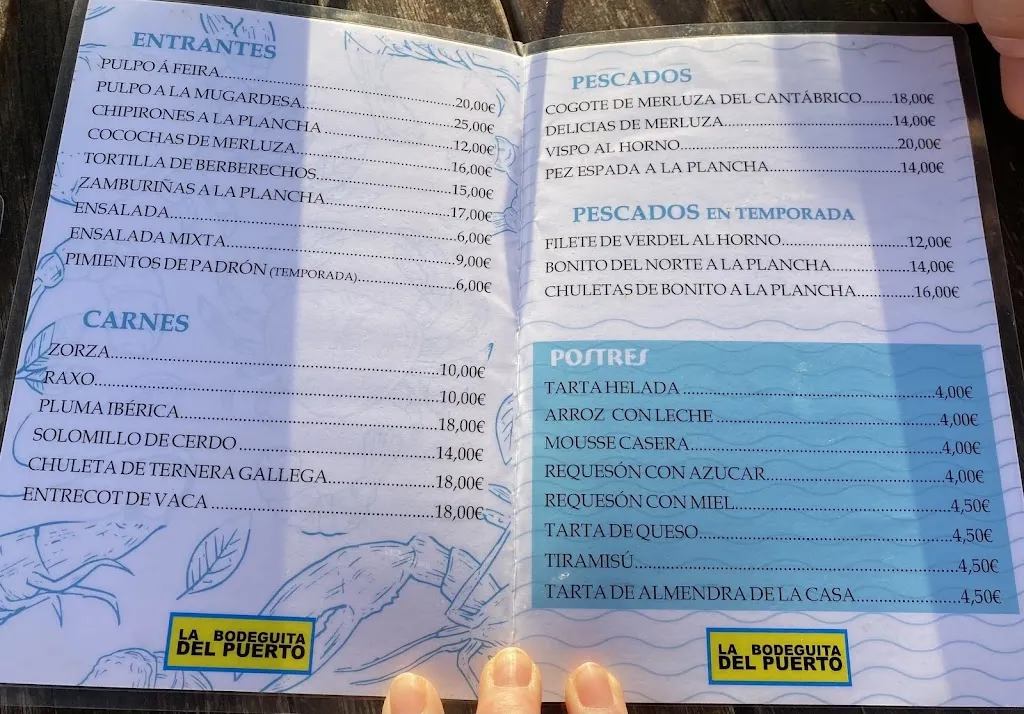 ENTRANTES
PULPO Á FEIRA........20,00€
PULPO A LA MUGARDESA........25,00€
CHIPIRONES A LA PLANCHA........12,00€
COCOCHAS DE MERLUZA........16,00€
TORTILLA DE BERBERECHOS........15,00€
ZAMBURIÑAS A LA PLANCHA........17,00€
ENSALADA........6,00€
ENSALADA MIXTA........9,00€
PIMIENTOS DE PADRÓN (TEMPORADA)........6,00€
CARNES
ZORZA........10,00€
RAXO........10,00€
PLUMA IBÉRICA........18,00€
SOLOMILLO DE CERDO........14,00€
CHULETA DE TERNERA GALLEGA........18,00€
ENTRECOT DE VACA........18,00€
LA BODEGUITA
DEL PUERTO
PESCADOS
COGOTE DE MERLUZA DEL CANTÁBRICO........18,00€
DELICIAS DE MERLUZA........14,00€
VISPO AL HORNO........20,00€
PEZ ESPADA A LA PLANCHA........14,00€
PESCADOS EN TEMPORADA
FILETE DE VERDEL AL HORNO........12,00€
BONITO DEL NORTE A LA PLANCHA........14,00€
CHULETAS DE BONITO A LA PLANCHA........16,00€
POSTRES
TARTA HELADA........4,00€
ARROZ CON LECHE........4,00€
MOUSSE CASERA........4,00€
REQUESÓN CON AZUCAR........4,00€
REQUESÓN CON MIEL........4,50€
TARTA DE QUESO........4,50€
TIRAMISÚ........4,50€
TARTA DE ALMENDRA DE LA CASA........4,50€
LA BODEGUITA
DEL PUERTO